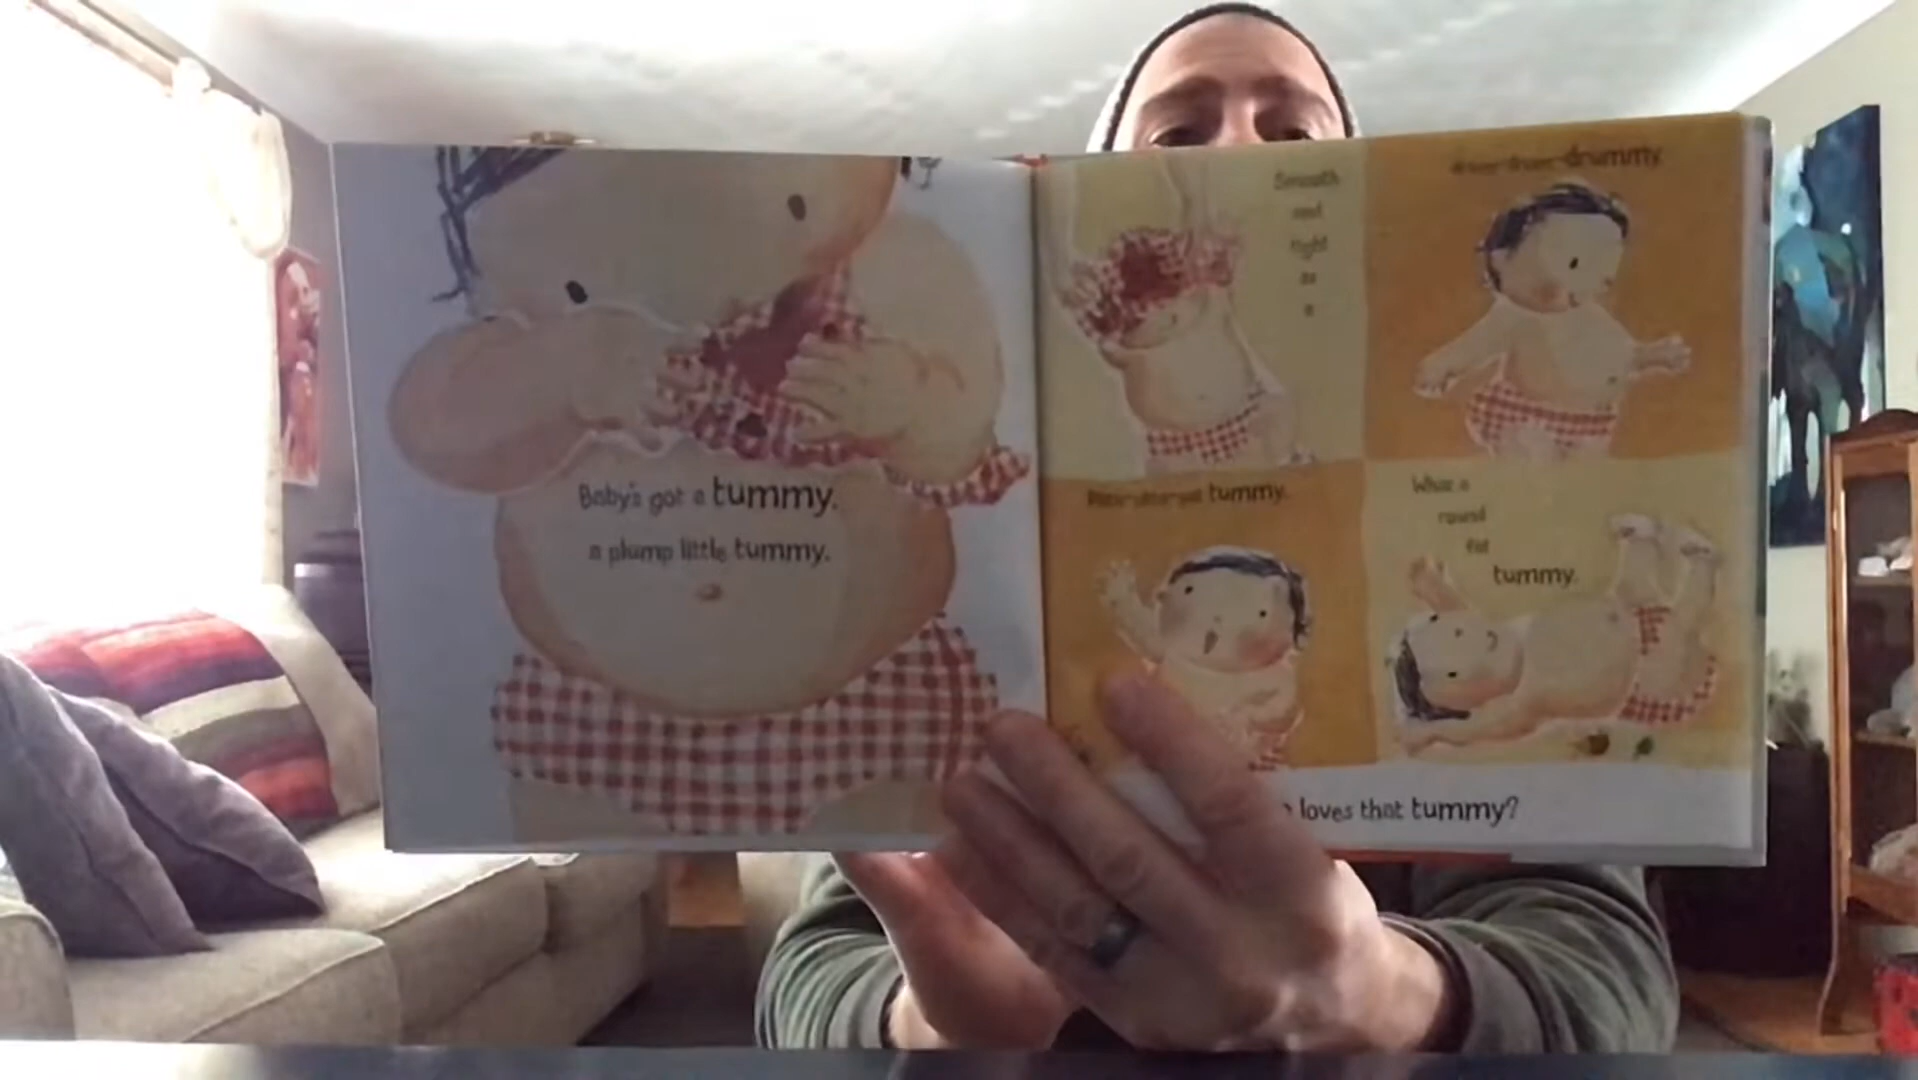 Baby's got a tummy,
a plump little tummy.
Smooth
and
tight
as
a
drummy.
tummy.
What a
round
fat
tummy.
loves that tummy?